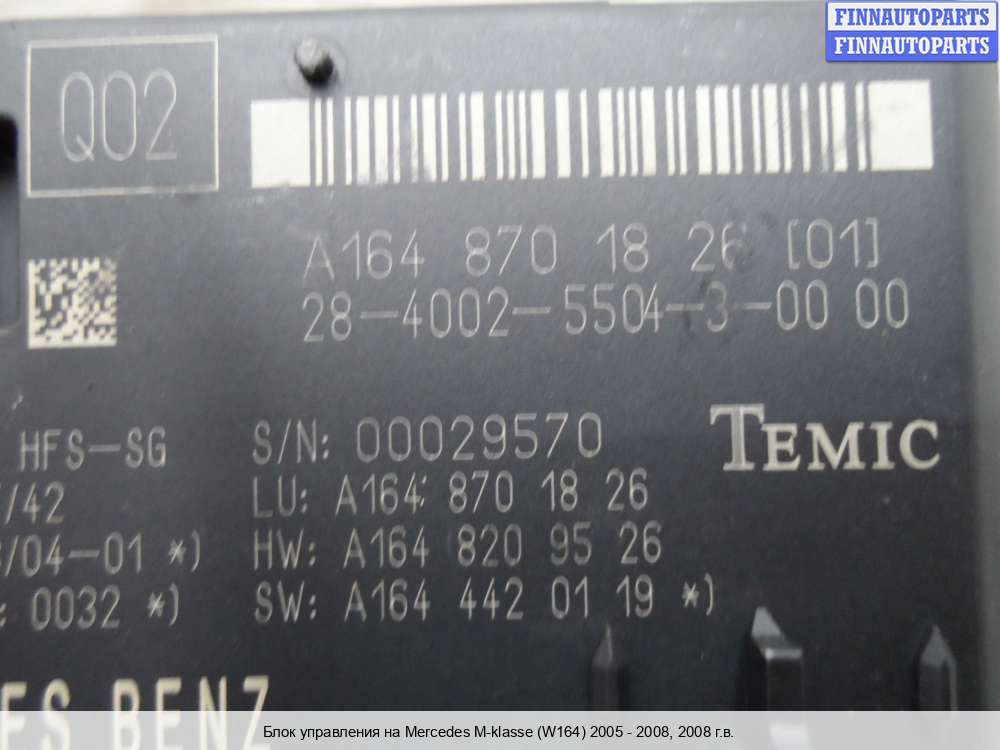 FINNAUTOPARTS
FINNAUTOPARTS
Q02
A164 870 18 26 [01]
28-4002-5504-3-00 00
TEMIC
HFS-SG
S/N: 00029570
/42
LU: A164 870 18 26
/04-01 *)
HW: A164 820 95 26
: 0032 *)
SW: A164 442 01 19 *)
ES BENZ
Блок управления на Mercedes M-klasse (W164) 2005 - 2008, 2008 г.в.